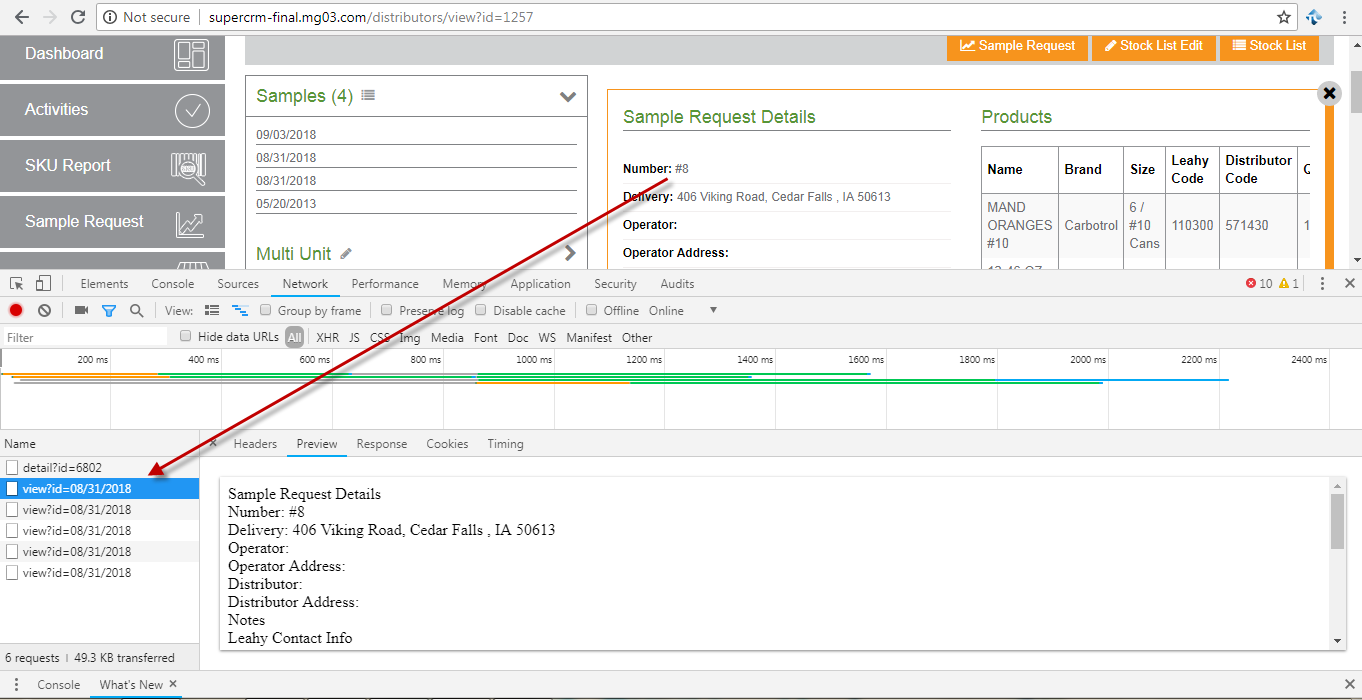 Not secure | supercrm-final.mg03.com/distributors/view?id=1257
Dashboard
Activities
SKU Report
Sample Request
Sample Request
Stock List Edit
Stock List
Samples (4)
09/03/2018
08/31/2018
08/31/2018
05/20/2013
Multi Unit
Sample Request Details
Number: #8
Delivery: 406 Viking Road, Cedar Falls , IA 50613
Operator:
Operator Address:
Products
Name Brand Size Leahy Code Distributor Code Q
MAND ORANGES #10 Carbotrol 6 / #10 Cans 110300 571430 1
Elements Console Sources Network Performance Memory Application Security Audits 10 1
View: Group by frame Preserve log Disable cache Offline Online
Filter Hide data URLs All XHR JS CSS Img Media Font Doc WS Manifest Other
200 ms 400 ms 600 ms 800 ms 1000 ms 1200 ms 1400 ms 1600 ms 1800 ms 2000 ms 2200 ms 2400 ms
Name
Headers Preview Response Cookies Timing
detail?id=6802
view?id=08/31/2018
view?id=08/31/2018
view?id=08/31/2018
view?id=08/31/2018
view?id=08/31/2018
Sample Request Details
Number: #8
Delivery: 406 Viking Road, Cedar Falls , IA 50613
Operator:
Operator Address:
Distributor:
Distributor Address:
Notes
Leahy Contact Info
6 requests | 49.3 KB transferred
Console What's New